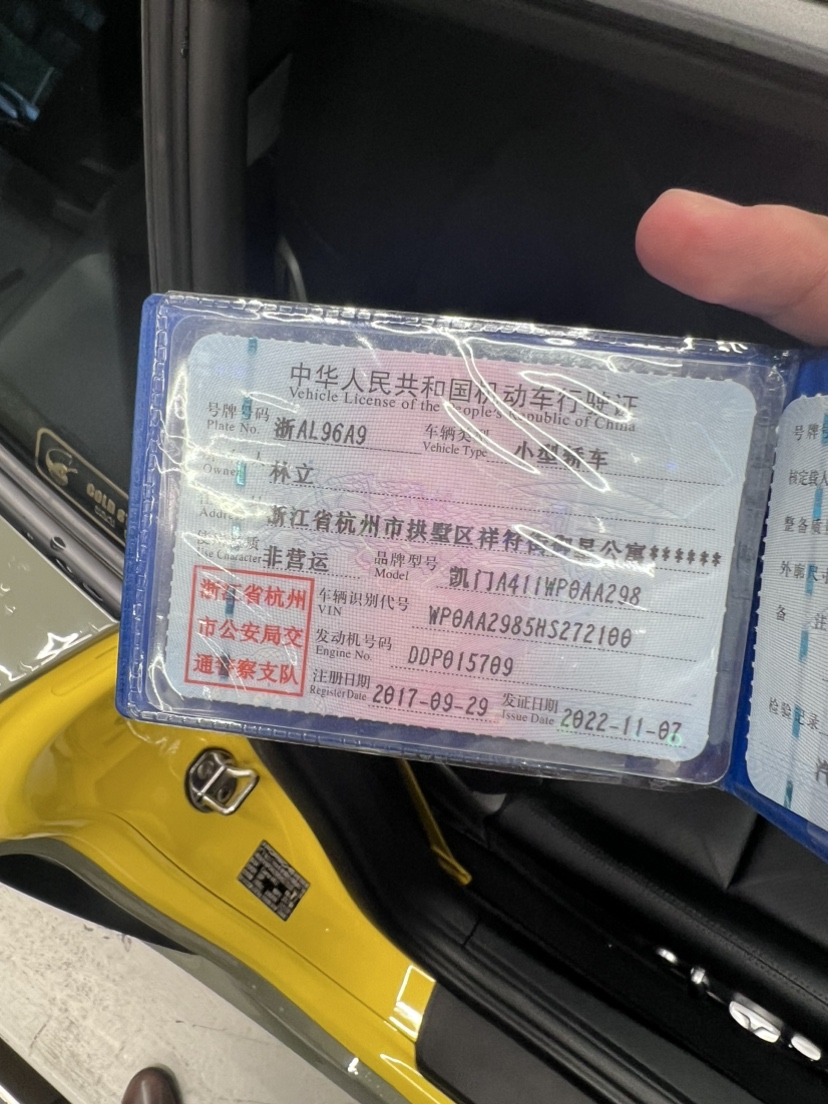 中华人民共和国机动车行驶证
Vehicle License of the People's Republic of China
号牌号码
Plate No.
浙AL96A9
车辆类型
Vehicle Type
小型轿车
Owner
林立
Address
浙江省杭州市拱墅区祥符街 公寓******
Use Character
非营运
品牌型号
Model
凯门A411WP0AA298
浙江省杭州
市公安局交
通警察支队
车辆识别代号
VIN
WP0AA2985HS272100
发动机号码
Engine No.
DDP015709
注册日期
Register Date
2017-09-29
发证日期
Issue Date
2022-11-07
号牌
核定载人
整备质
外廓尺寸
备 注
检验记录
GOLD